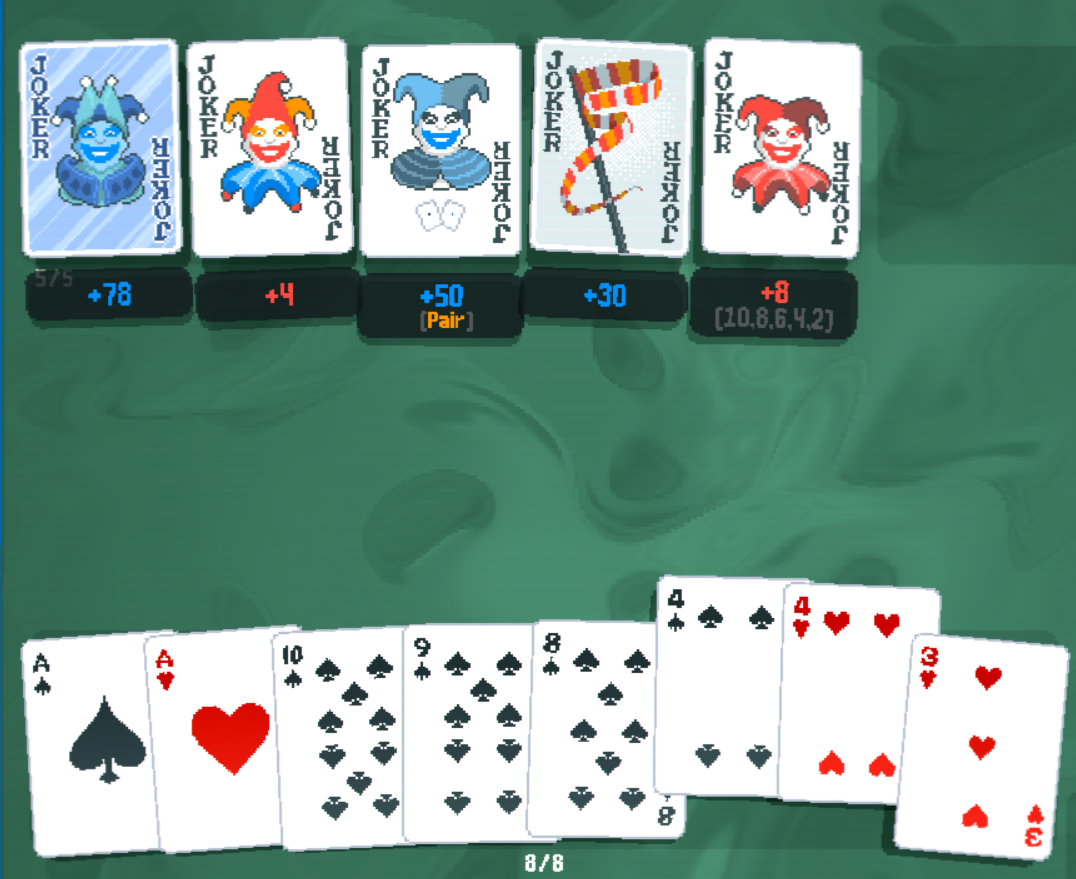 JOKER JOKER
JOKER JOKER
JOKER JOKER
JOKER JOKER
JOKER JOKER
5/5
+78
+4
+50
[Pair]
+30
+8
[10,8,6,4,2]
A
A
10
9
8
8
4
4
3
3
8/8